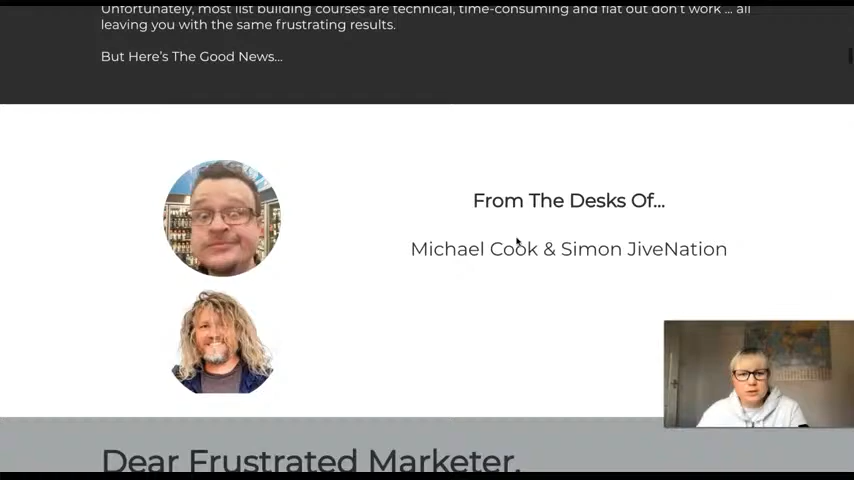 Unfortunately, most list building courses are technical, time-consuming and flat out don't work ... all
leaving you with the same frustrating results.
But Here's The Good News...
From The Desks Of...
Michael Cook & Simon JiveNation
Dear Frustrated Marketer,